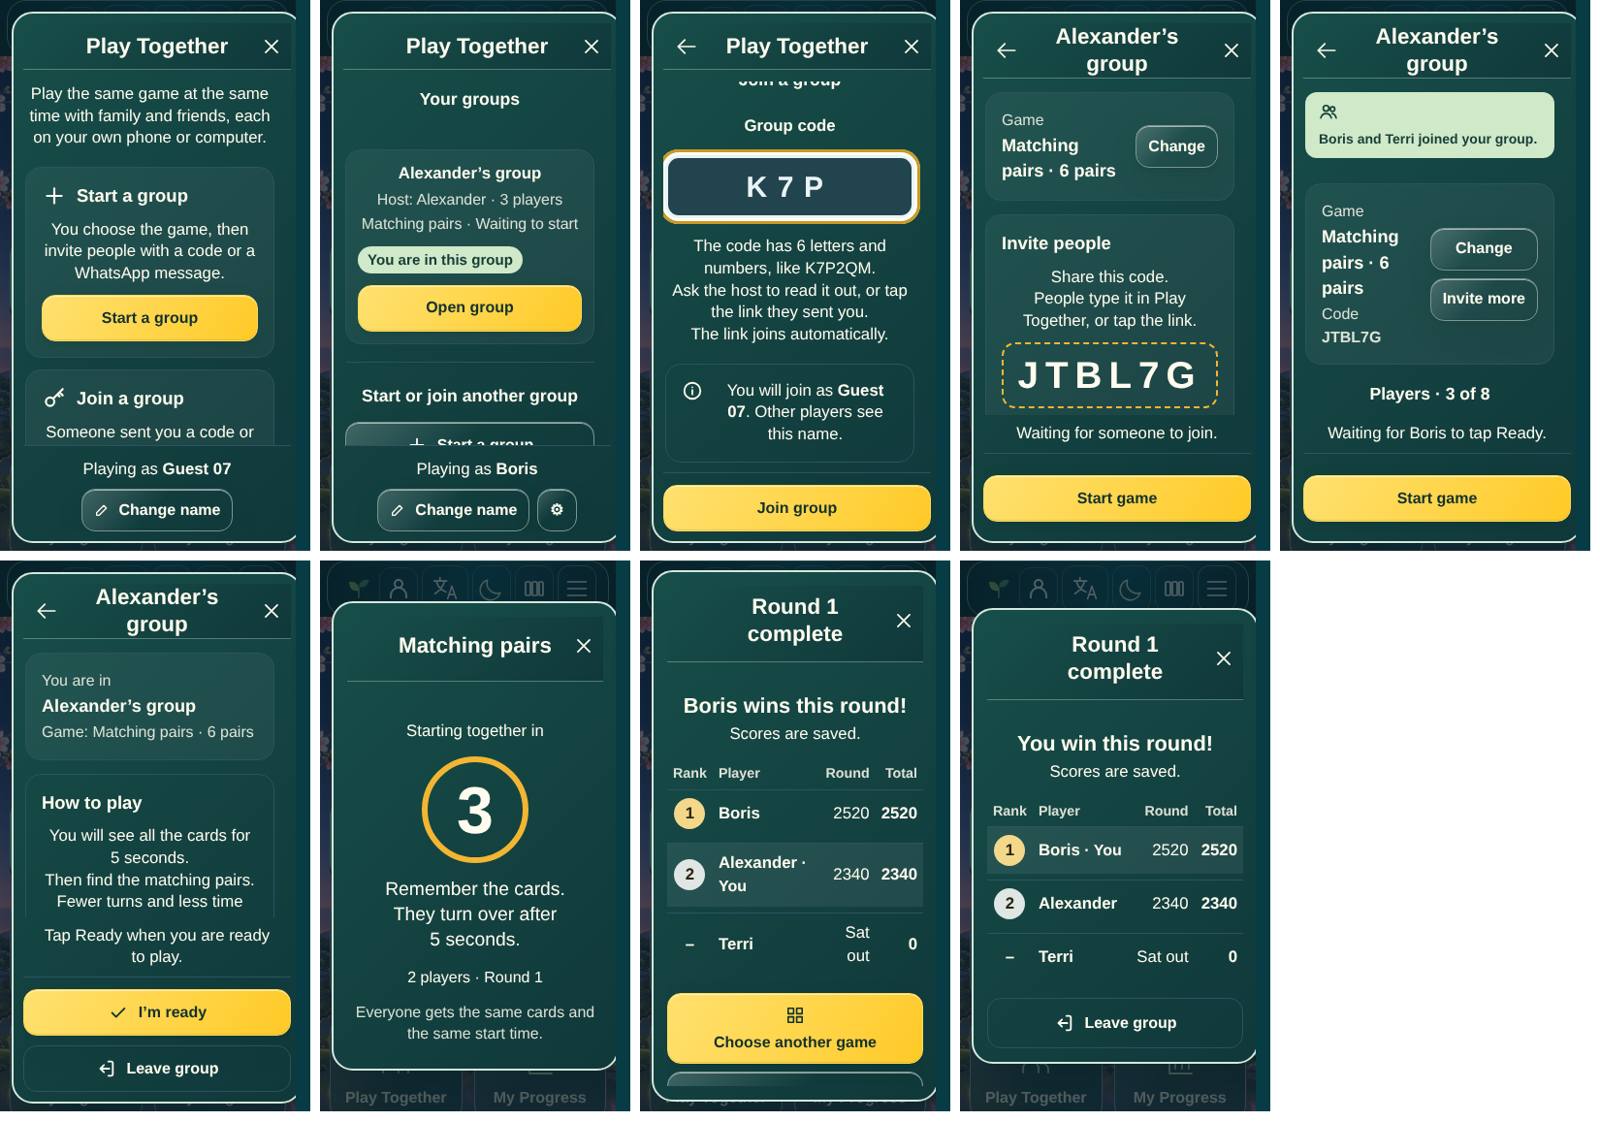 Play Together
Play the same game at the same
time with family and friends, each
on your own phone or computer.
Start a group
You choose the game, then
invite people with a code or a
WhatsApp message.
Start a group
Join a group
Someone sent you a code or
Playing as Guest 07
Change name
Play Together
Your groups
Alexander’s group
Host: Alexander · 3 players
Matching pairs · Waiting to start
You are in this group
Open group
Start or join another group
Start a group
Playing as Boris
Change name
Play Together
Join a group
Group code
K7P
The code has 6 letters and
numbers, like K7P2QM.
Ask the host to read it out, or tap
the link they sent you.
The link joins automatically.
You will join as Guest
07. Other players see
this name.
Join group
Alexander’s
group
Game
Matching
pairs · 6 pairs
Change
Invite people
Share this code.
People type it in Play
Together, or tap the link.
JTBL7G
Waiting for someone to join.
Start game
Alexander’s
group
Boris and Terri joined your group.
Game
Matching
pairs · 6
pairs
Code
JTBL7G
Change
Invite more
Players · 3 of 8
Waiting for Boris to tap Ready.
Start game
Alexander’s
group
You are in
Alexander’s group
Game: Matching pairs · 6 pairs
How to play
You will see all the cards for
5 seconds.
Then find the matching pairs.
Fewer turns and less time
Tap Ready when you are ready
to play.
I’m ready
Leave group
Matching pairs
Starting together in
3
Remember the cards.
They turn over after
5 seconds.
2 players · Round 1
Everyone gets the same cards and
the same start time.
Play Together My Progress
Round 1
complete
Boris wins this round!
Scores are saved.
Rank Player Round Total
1 Boris 2520 2520
2 Alexander · You 2340 2340
– Terri Sat out 0
Choose another game
Round 1
complete
You win this round!
Scores are saved.
Rank Player Round Total
1 Boris · You 2520 2520
2 Alexander 2340 2340
– Terri Sat out 0
Leave group
Play Together My Progress